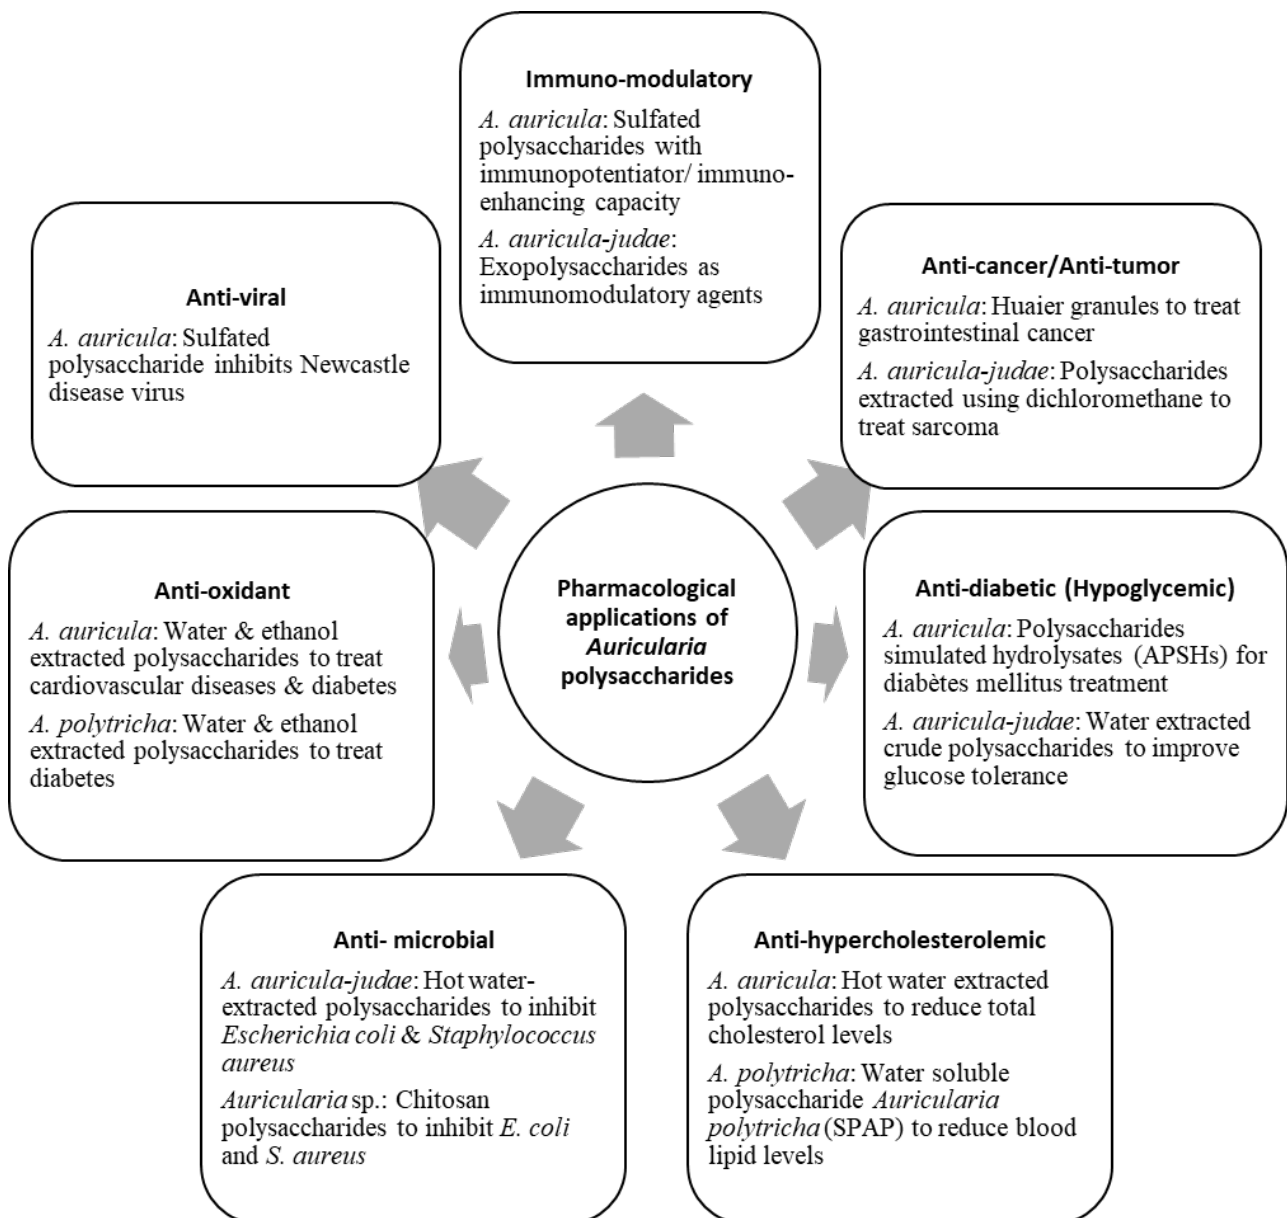 Immuno-modulatory
A. auricula: Sulfated
polysaccharides with
immunopotentiator/ immuno-
enhancing capacity
A. auricula-judae:
Exopolysaccharides as
immunomodulatory agents
Anti-viral
A. auricula: Sulfated
polysaccharide inhibits Newcastle
disease virus
Anti-cancer/Anti-tumor
A. auricula: Huaier granules to treat
gastrointestinal cancer
A. auricula-judae: Polysaccharides
extracted using dichloromethane to
treat sarcoma
Anti-oxidant
A. auricula: Water & ethanol
extracted polysaccharides to treat
cardiovascular diseases & diabetes
A. polytricha: Water & ethanol
extracted polysaccharides to treat
diabetes
Pharmacological
applications of
Auricularia
polysaccharides
Anti-diabetic (Hypoglycemic)
A. auricula: Polysaccharides
simulated hydrolysates (APSHs) for
diabètes mellitus treatment
A. auricula-judae: Water extracted
crude polysaccharides to improve
glucose tolerance
Anti- microbial
A. auricula-judae: Hot water-
extracted polysaccharides to inhibit
Escherichia coli & Staphylococcus
aureus
Auricularia sp.: Chitosan
polysaccharides to inhibit E. coli
and S. aureus
Anti-hypercholesterolemic
A. auricula: Hot water extracted
polysaccharides to reduce total
cholesterol levels
A. polytricha: Water soluble
polysaccharide Auricularia
polytricha (SPAP) to reduce blood
lipid levels